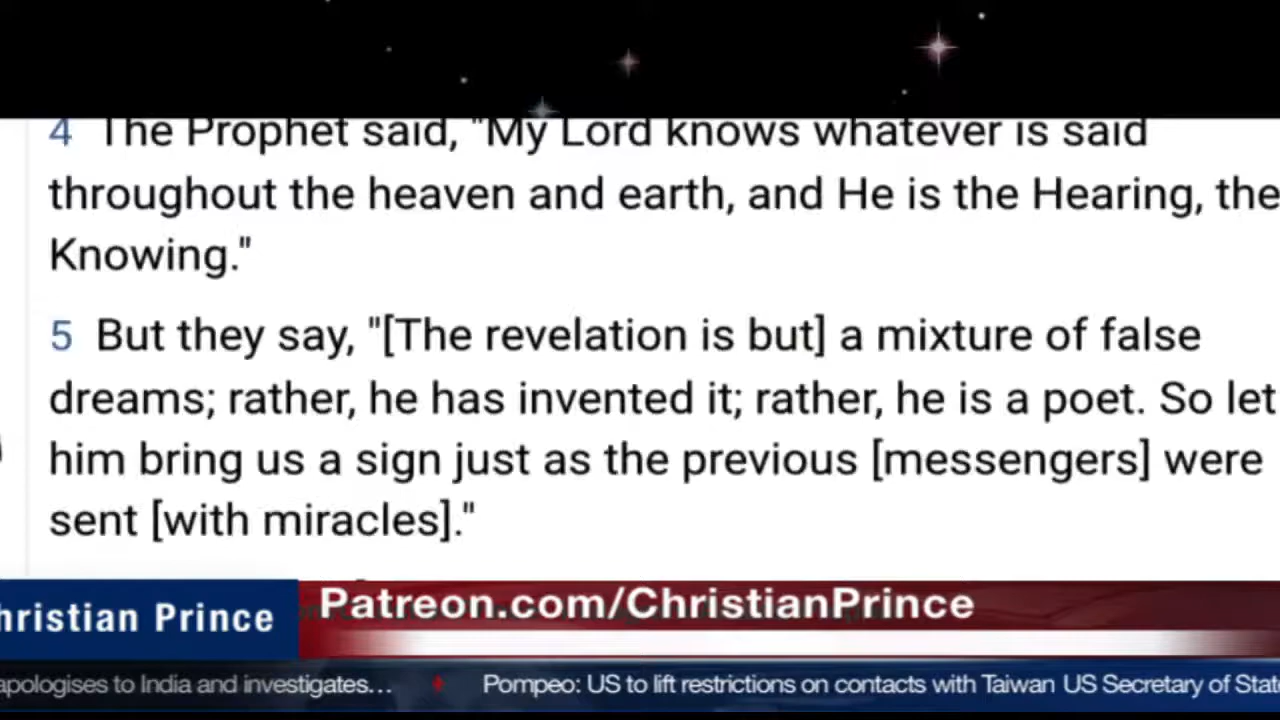 4 The Prophet said, "My Lord knows whatever is said
throughout the heaven and earth, and He is the Hearing, the
Knowing."
5 But they say, "[The revelation is but] a mixture of false
dreams; rather, he has invented it; rather, he is a poet. So let
him bring us a sign just as the previous [messengers] were
sent [with miracles]."
hristian Prince
Patreon.com/ChristianPrince
apologises to India and investigates... Pompeo: US to lift restrictions on contacts with Taiwan US Secretary of State